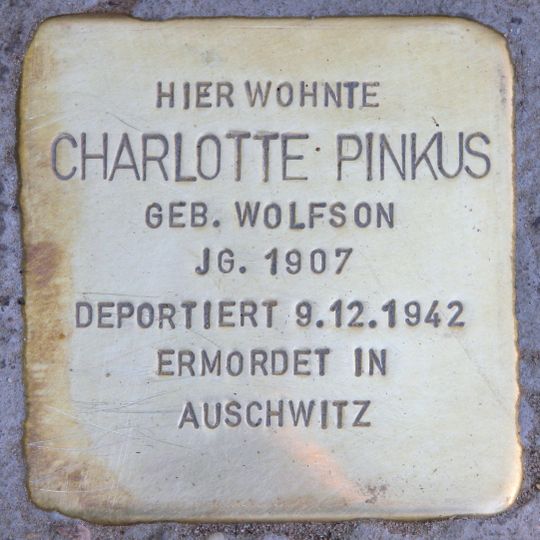 HIER WOHNTE
CHARLOTTE PINKUS
GEB. WOLFSON
JG. 1907
DEPORTIERT 9.12.1942
ERMORDET IN
AUSCHWITZ